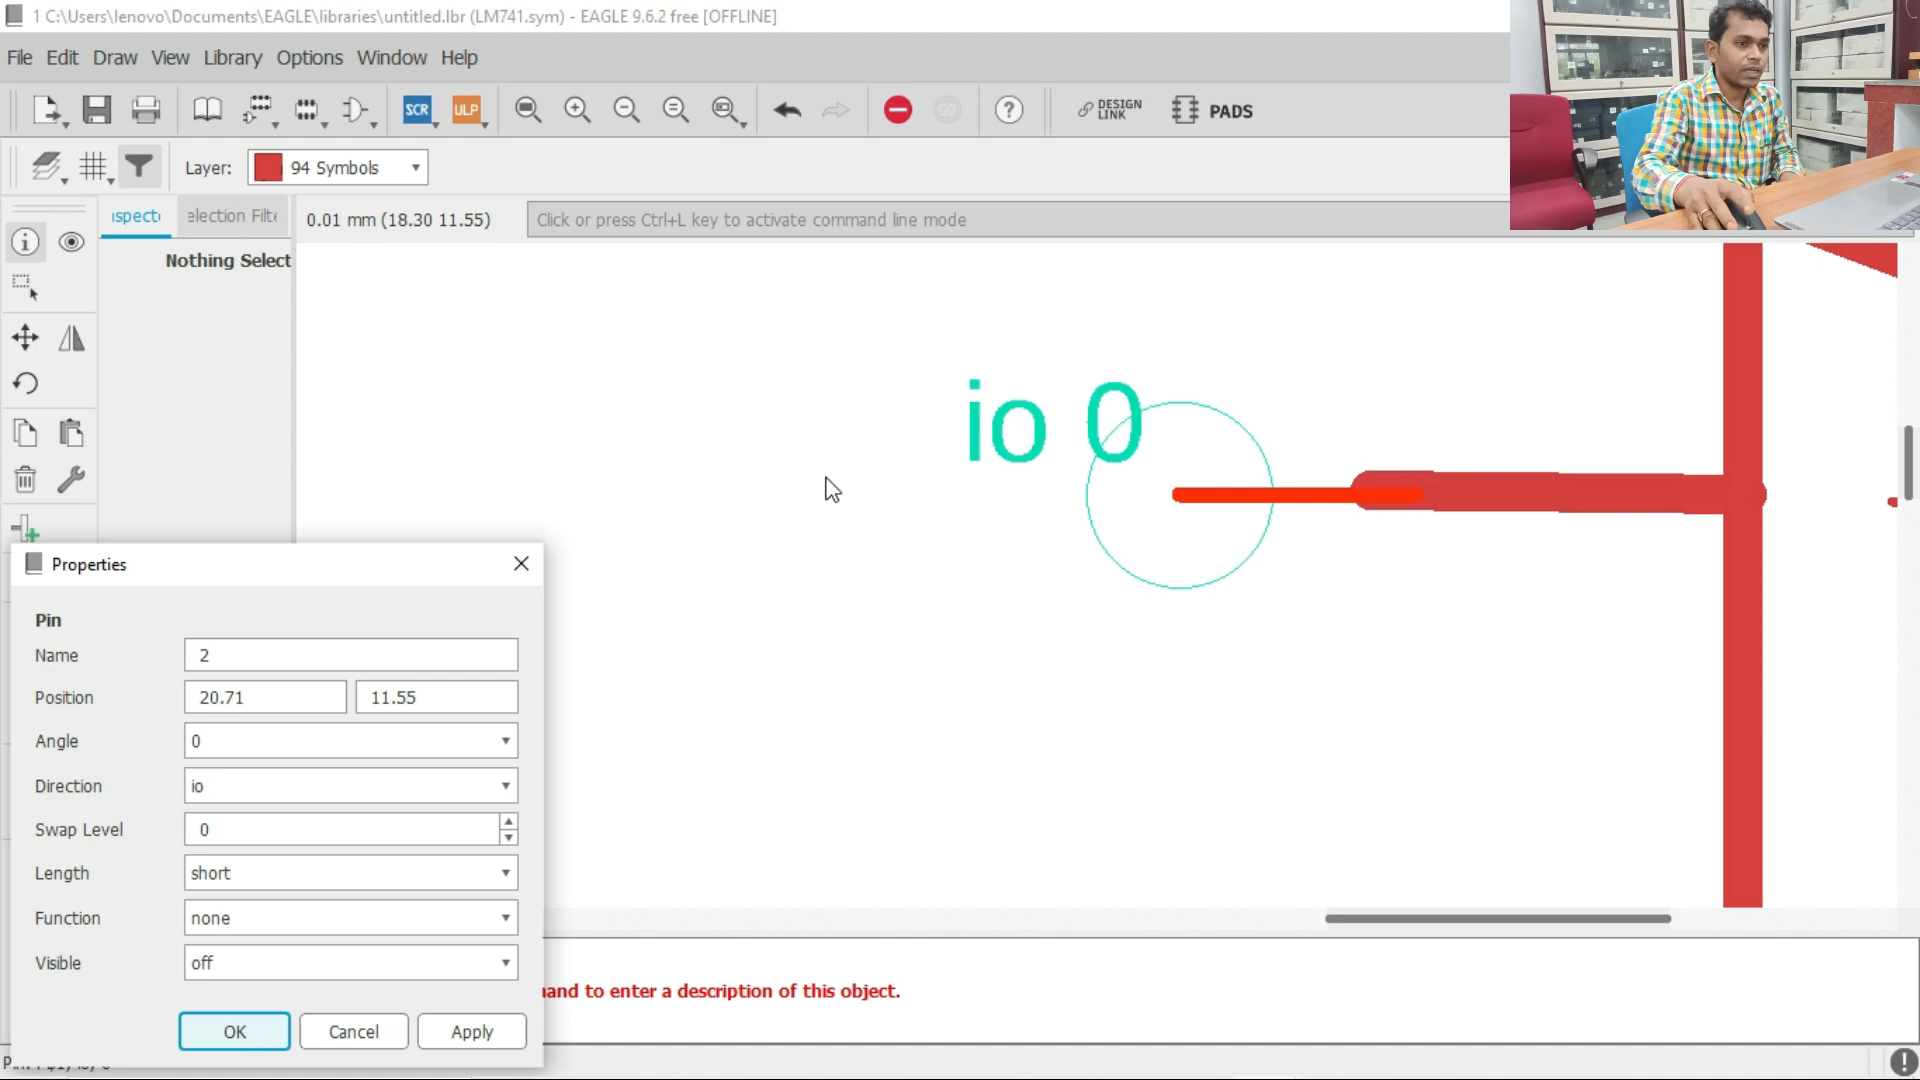 1 C:\Users\lenovo\Documents\EAGLE\libraries\untitled.lbr (LM741.sym) - EAGLE 9.6.2 free [OFFLINE]
File Edit Draw View Library Options Window Help
SCR ULP GO ? DESIGN LINK PADS
Layer: 94 Symbols
nspect election Filt 0.01 mm (18.30 11.55) Click or press Ctrl+L key to activate command line mode
Nothing Select
io 0
Properties
Pin
Name 2
Position 20.71 11.55
Angle 0
Direction io
Swap Level 0
Length short
Function none
Visible off
and to enter a description of this object.
OK Cancel Apply